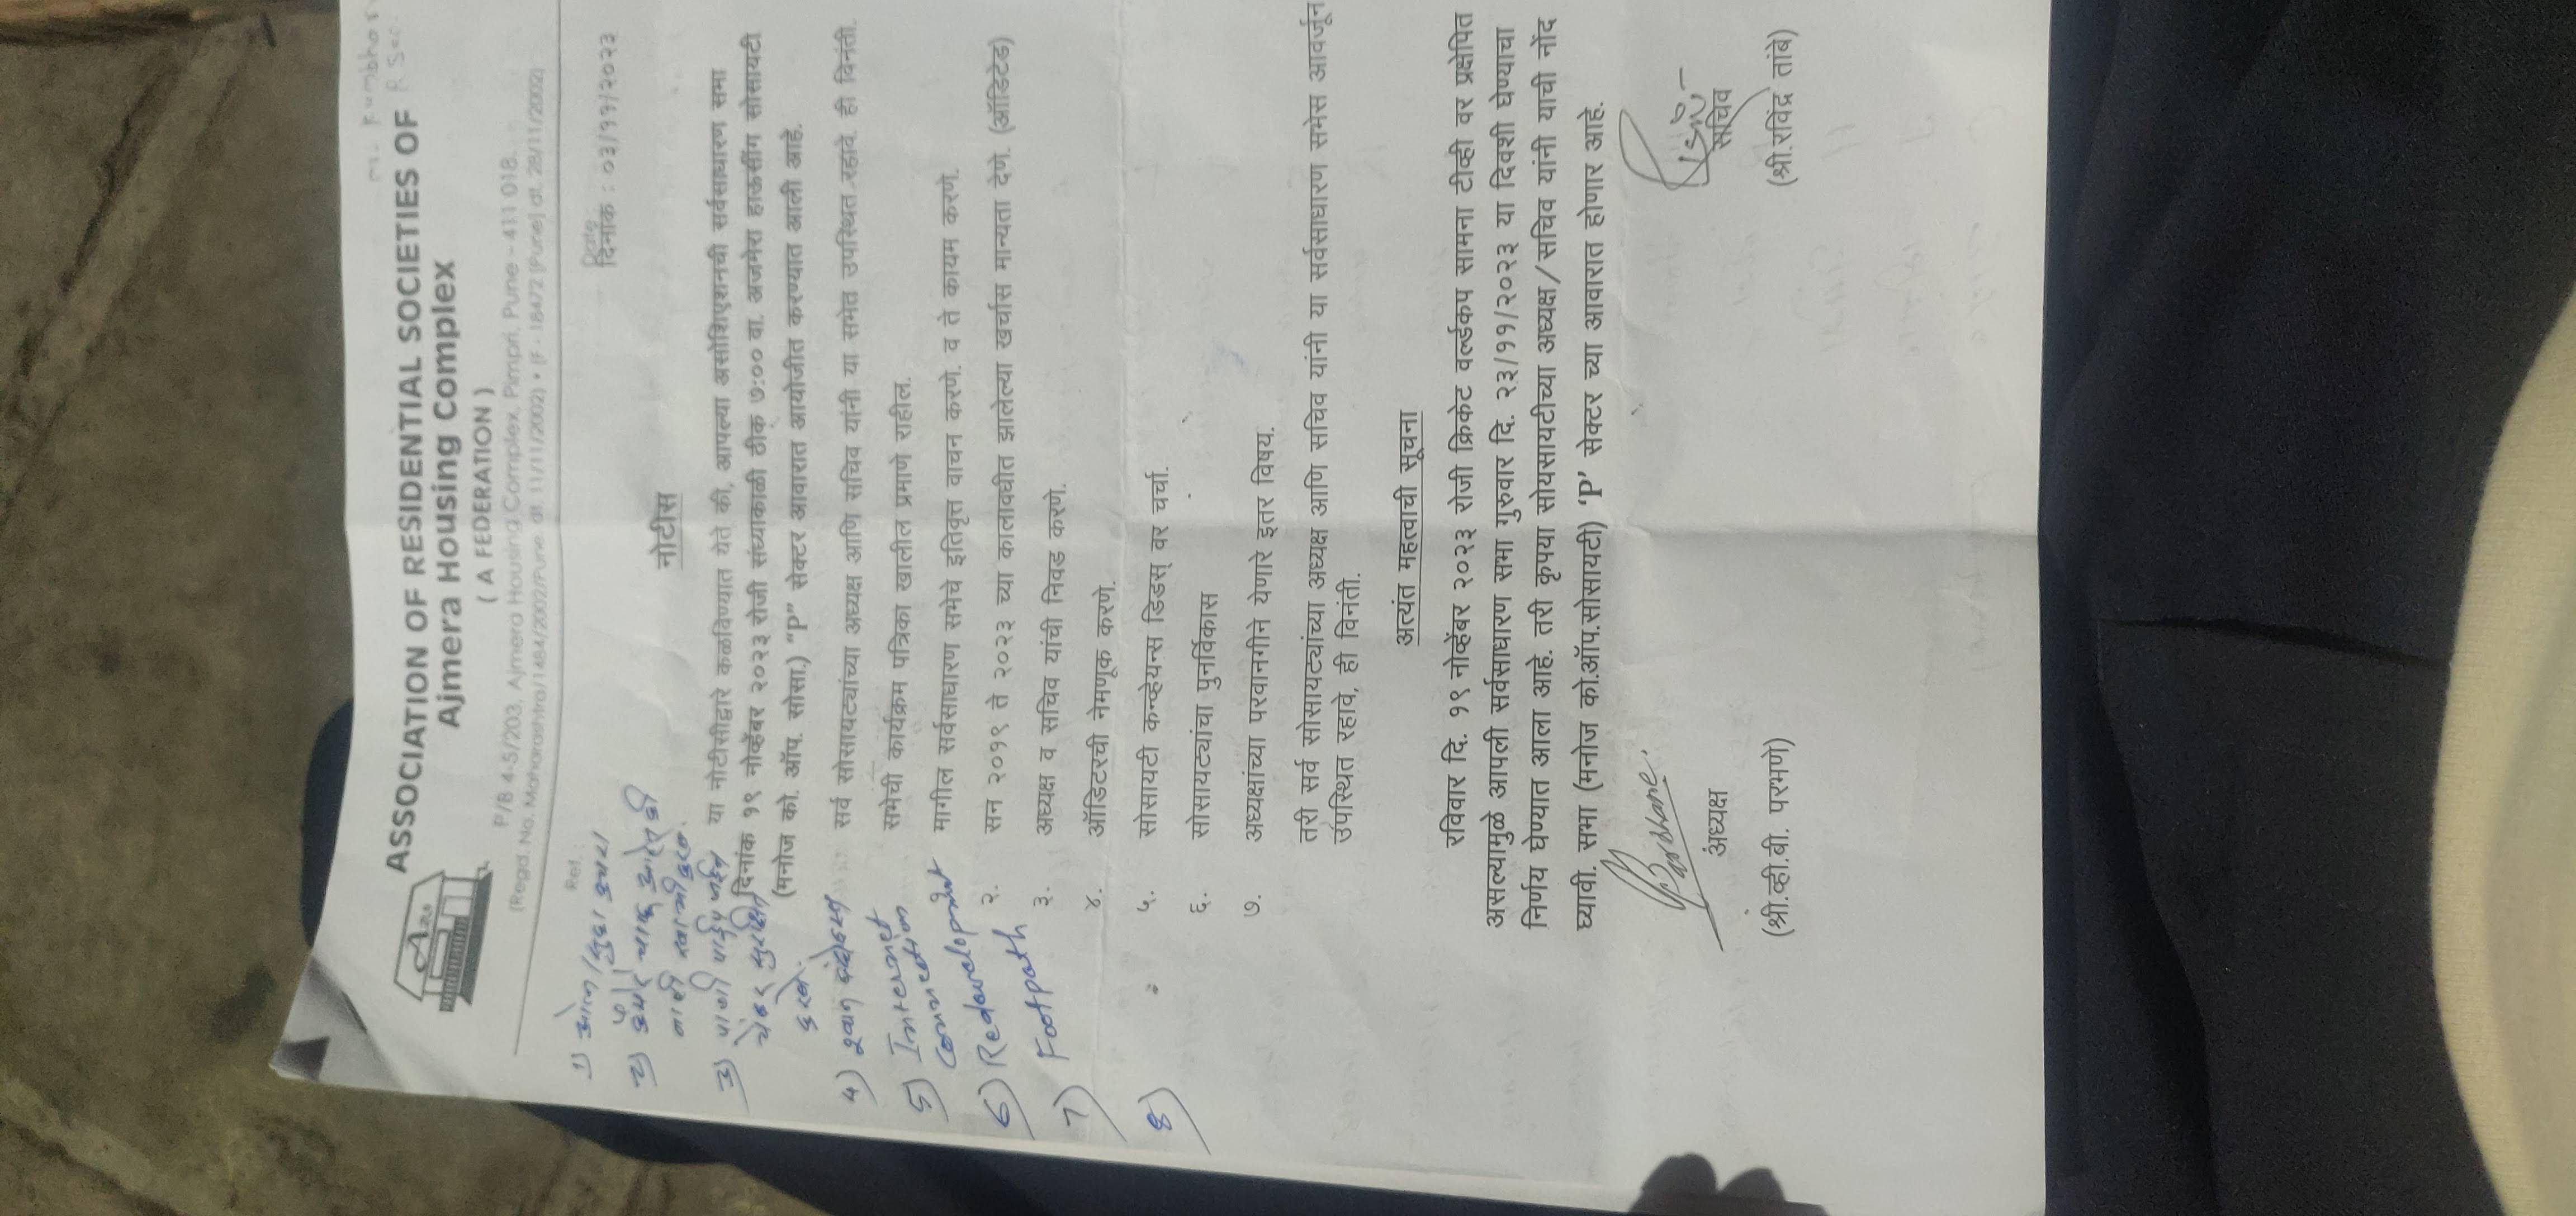 mr. Kumbhar
R Sec.
ASSOCIATION OF RESIDENTIAL SOCIETIES OF
Ajmera Housing Complex
( A FEDERATION )
P/B 4-5/203, Ajmera Housing Complex, Pimpri, Pune - 411 018.
(Regd. No. Maharashtra/1484/2002/Pune dt. 11/11/2002) • (F - 18472 [Pune] dt. 28/11/2002)
Ref.:
Date
दिनांक : ०३/११/२०२३
1) ओला / सुका कचरा
2) कॅमेरे चालू आहेत की
नाही खात्री करणे.
3) पाणी पाईप लाईन
चेंबर सुरक्षित
करणे.
4) श्वान बंदोबस्त
5) Internet
Connection
6) Redevelopment
7) Footpath
8)
नोटीस
या नोटीसीद्वारे कळविण्यात येते की, आपल्या असोशिएशनची सर्वसाधारण सभा
दिनांक १९ नोव्हेंबर २०२३ रोजी संध्याकाळी ठीक ७:०० वा. अजमेरा हाऊसींग सोसायटी
(मनोज को. ऑप. सोसा.) “P” सेक्टर आवारात आयोजीत करण्यात आली आहे.
सर्व सोसायट्यांच्या अध्यक्ष आणि सचिव यांनी या सभेत उपस्थित रहावे. ही विनंती.
सभेची कार्यक्रम पत्रिका खालील प्रमाणे राहील.
मागील सर्वसाधारण सभेचे इतिवृत्त वाचन करणे. व ते कायम करणे.
२. सन २०१९ ते २०२३ च्या कालावधीत झालेल्या खर्चास मान्यता देणे. (ऑडिटेड)
३. अध्यक्ष व सचिव यांची निवड करणे.
४. ऑडिटरची नेमणूक करणे.
५. सोसायटी कन्व्हेयन्स डिडस् वर चर्चा.
६. सोसायट्यांचा पुनर्विकास
७. अध्यक्षांच्या परवानगीने येणारे इतर विषय.
तरी सर्व सोसायट्यांच्या अध्यक्ष आणि सचिव यांनी या सर्वसाधारण सभेस आवर्जून
उपस्थित रहावे, ही विनंती.
अत्यंत महत्वाची सूचना
रविवार दि. १९ नोव्हेंबर २०२३ रोजी क्रिकेट वर्ल्डकप सामना टीव्ही वर प्रक्षेपित
असल्यामुळे आपली सर्वसाधारण सभा गुरुवार दि. २३/११/२०२३ या दिवशी घेण्याचा
निर्णय घेण्यात आला आहे. तरी कृपया सोयसायटीच्या अध्यक्ष/सचिव यांनी याची नोंद
घ्यावी. सभा (मनोज को.ऑप.सोसायटी) ‘P’ सेक्टर च्या आवारात होणार आहे.
Parbhane.
अध्यक्ष
सचिव
(श्री.व्ही.बी. परभणे)
(श्री.रविंद्र तांबे)